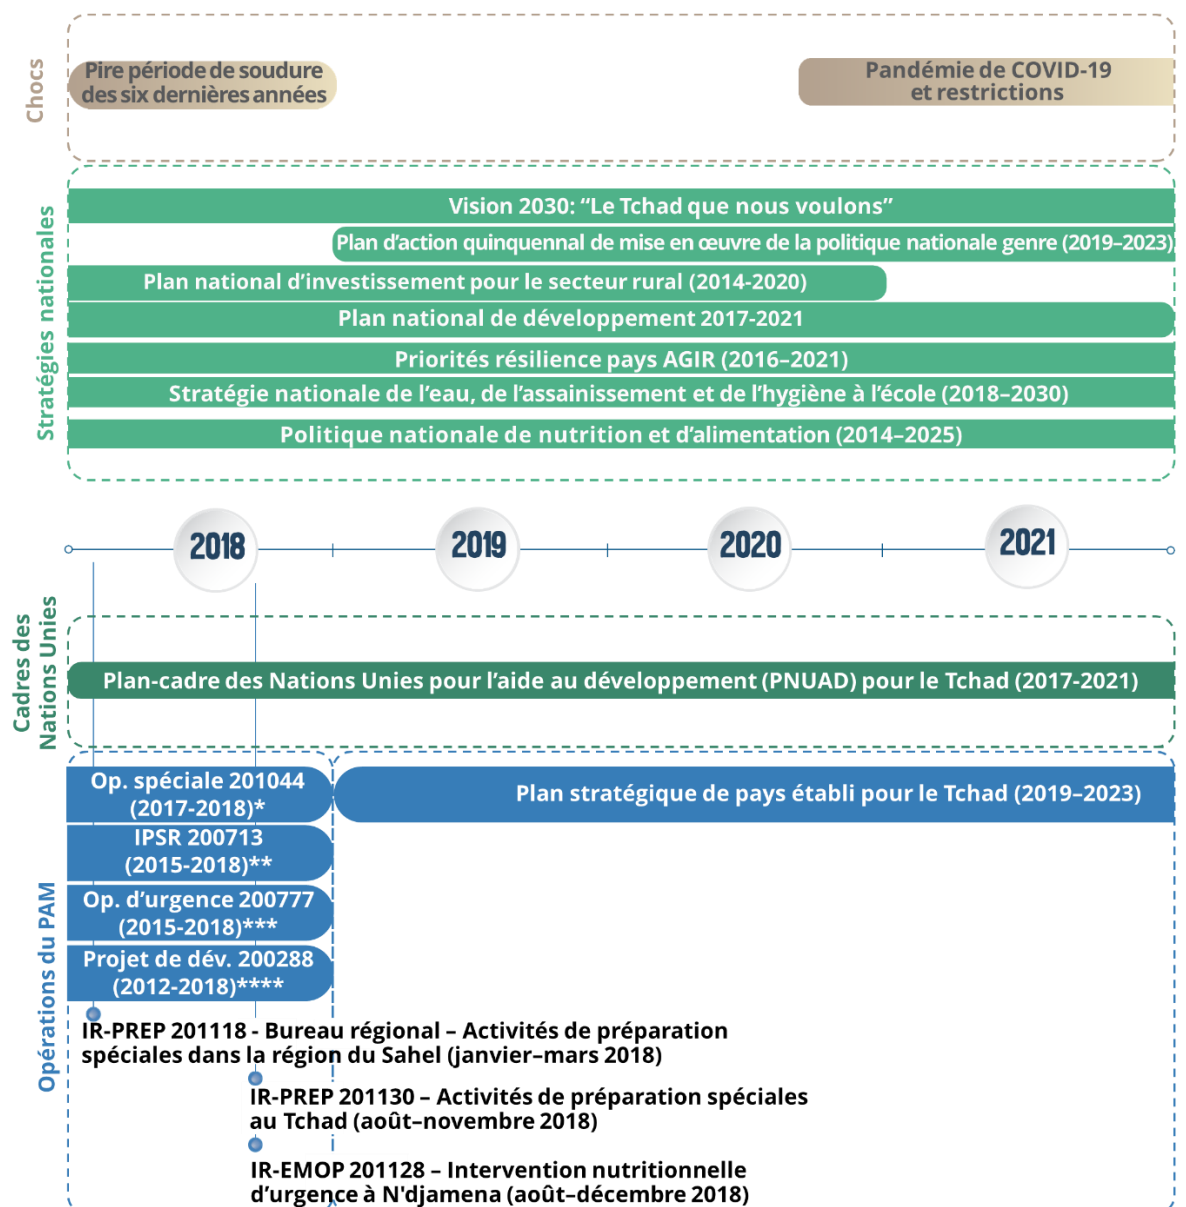 Chocs
Pire période de soudure
des six dernières années
Pandémie de COVID-19
et restrictions
Stratégies nationales
Vision 2030: “Le Tchad que nous voulons”
Plan d’action quinquennal de mise en œuvre de la politique nationale genre (2019–2023)
Plan national d’investissement pour le secteur rural (2014-2020)
Plan national de développement 2017-2021
Priorités résilience pays AGIR (2016–2021)
Stratégie nationale de l’eau, de l’assainissement et de l’hygiène à l’école (2018–2030)
Politique nationale de nutrition et d’alimentation (2014–2025)
2018
2019
2020
2021
Cadres des
Nations Unies
Plan-cadre des Nations Unies pour l’aide au développement (PNUAD) pour le Tchad (2017-2021)
Opérations du PAM
Op. spéciale 201044
(2017-2018)*
Plan stratégique de pays établi pour le Tchad (2019–2023)
IPSR 200713
(2015-2018)**
Op. d’urgence 200777
(2015-2018)***
Projet de dév. 200288
(2012-2018)****
IR-PREP 201118 - Bureau régional – Activités de préparation
spéciales dans la région du Sahel (janvier–mars 2018)
IR-PREP 201130 – Activités de préparation spéciales
au Tchad (août–novembre 2018)
IR-EMOP 201128 – Intervention nutritionnelle
d’urgence à N'djamena (août–décembre 2018)